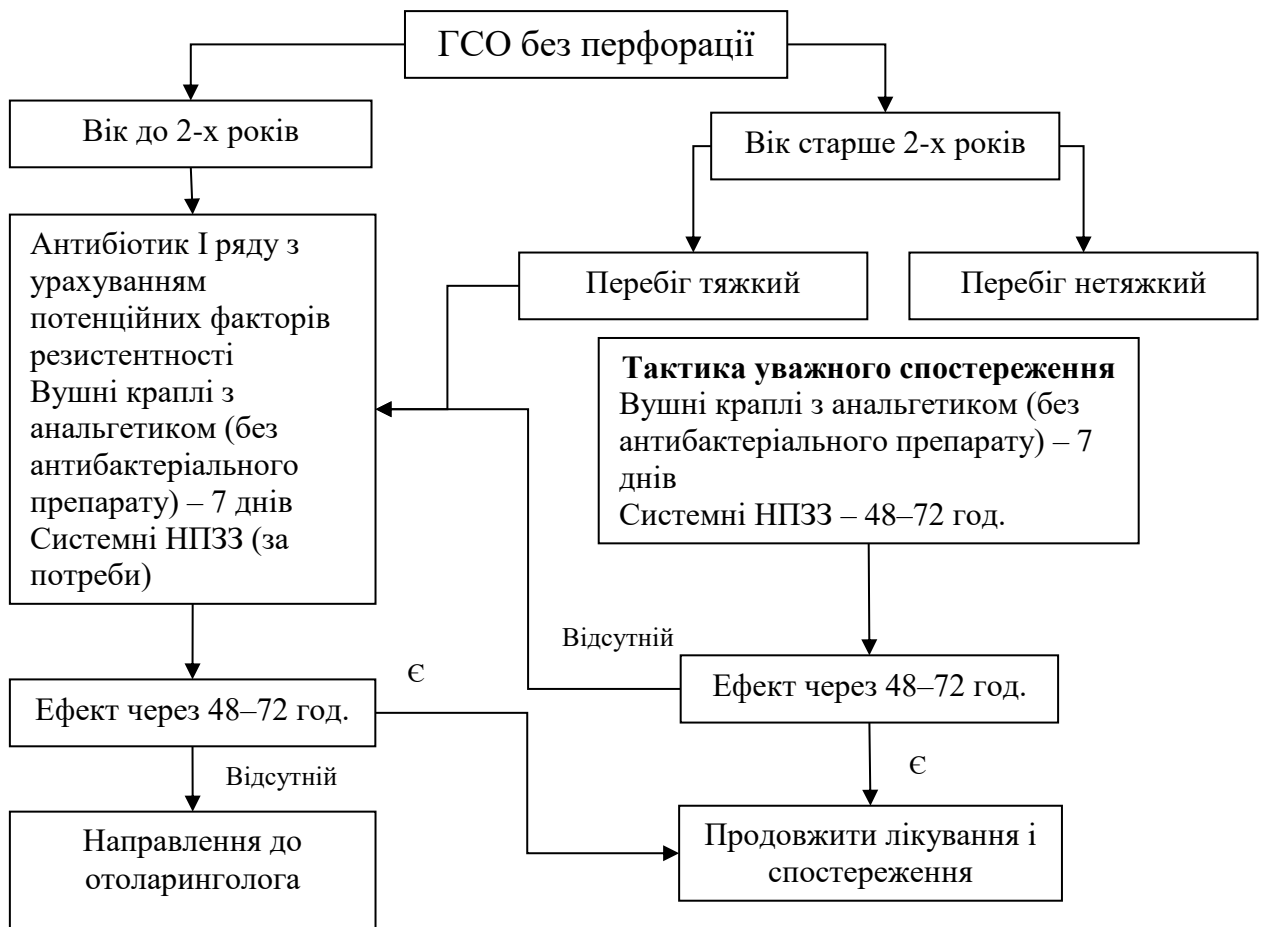 ГСО без перфорації
Вік до 2-х років
Вік старше 2-х років
Антибіотик І ряду з
урахуванням
потенційних факторів
резистентності
Вушні краплі з
анальгетиком (без
антибактеріального
препарату) – 7 днів
Системні НПЗЗ (за
потреби)
Перебіг тяжкий
Перебіг нетяжкий
Тактика уважного спостереження
Вушні краплі з анальгетиком (без
антибактеріального препарату) – 7
днів
Системні НПЗЗ – 48–72 год.
Відсутній
Є
Ефект через 48–72 год.
Ефект через 48–72 год.
Відсутній
Є
Направлення до
отоларинголога
Продовжити лікування і
спостереження